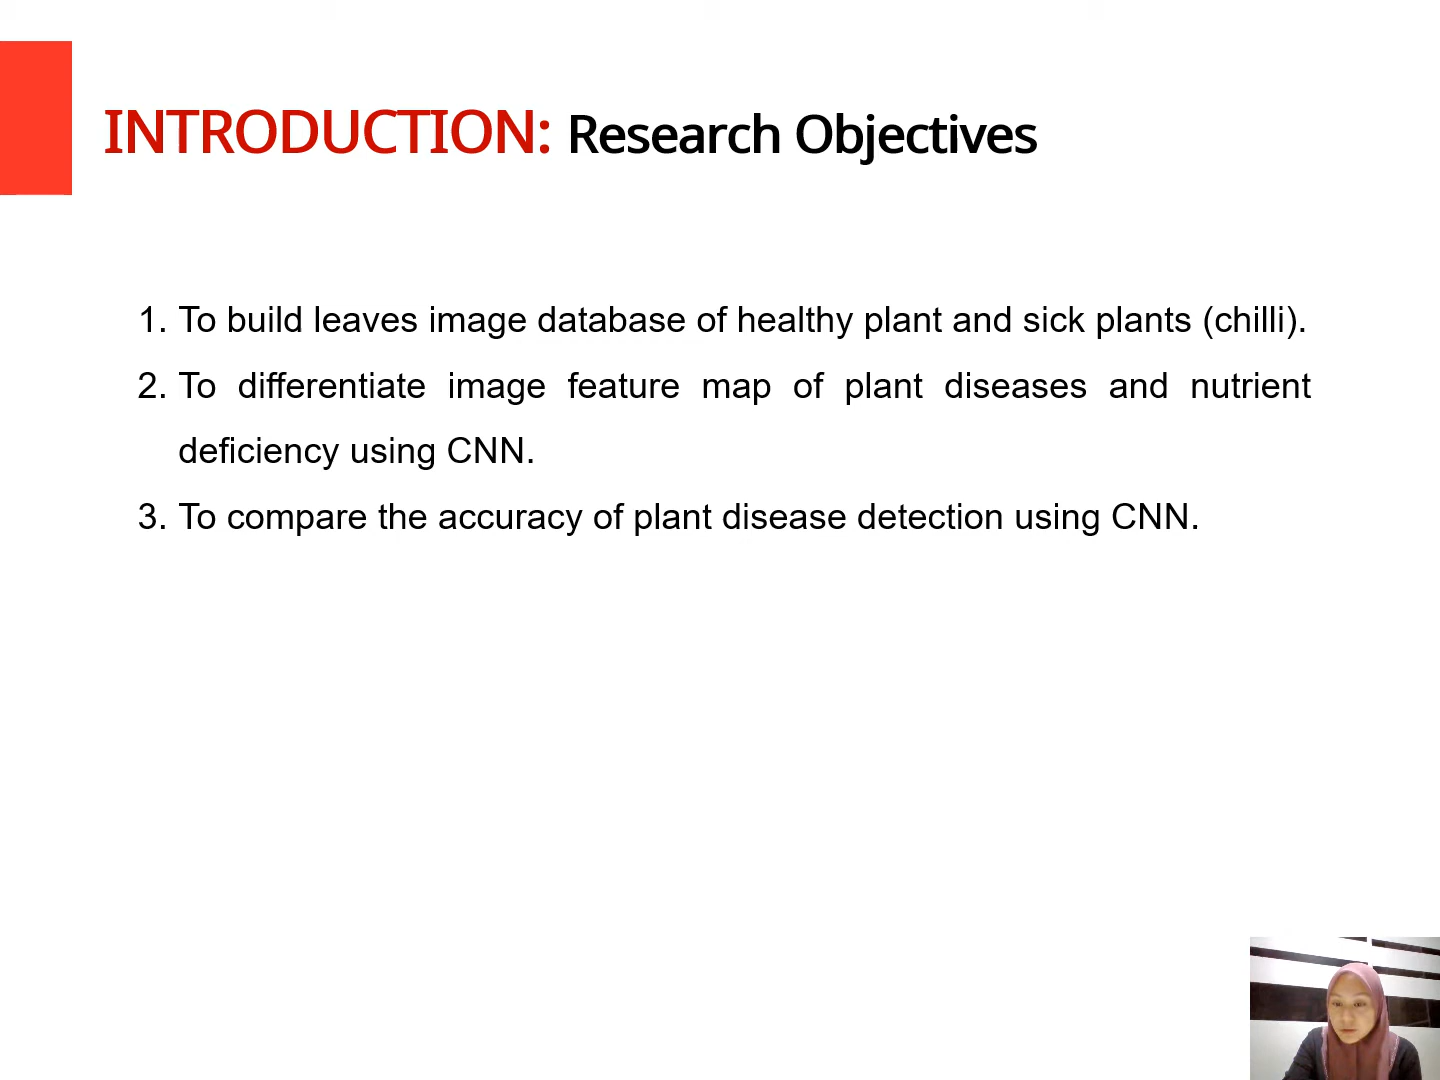 INTRODUCTION: Research Objectives
1. To build leaves image database of healthy plant and sick plants (chilli).
2. To differentiate image feature map of plant diseases and nutrient
deficiency using CNN.
3. To compare the accuracy of plant disease detection using CNN.